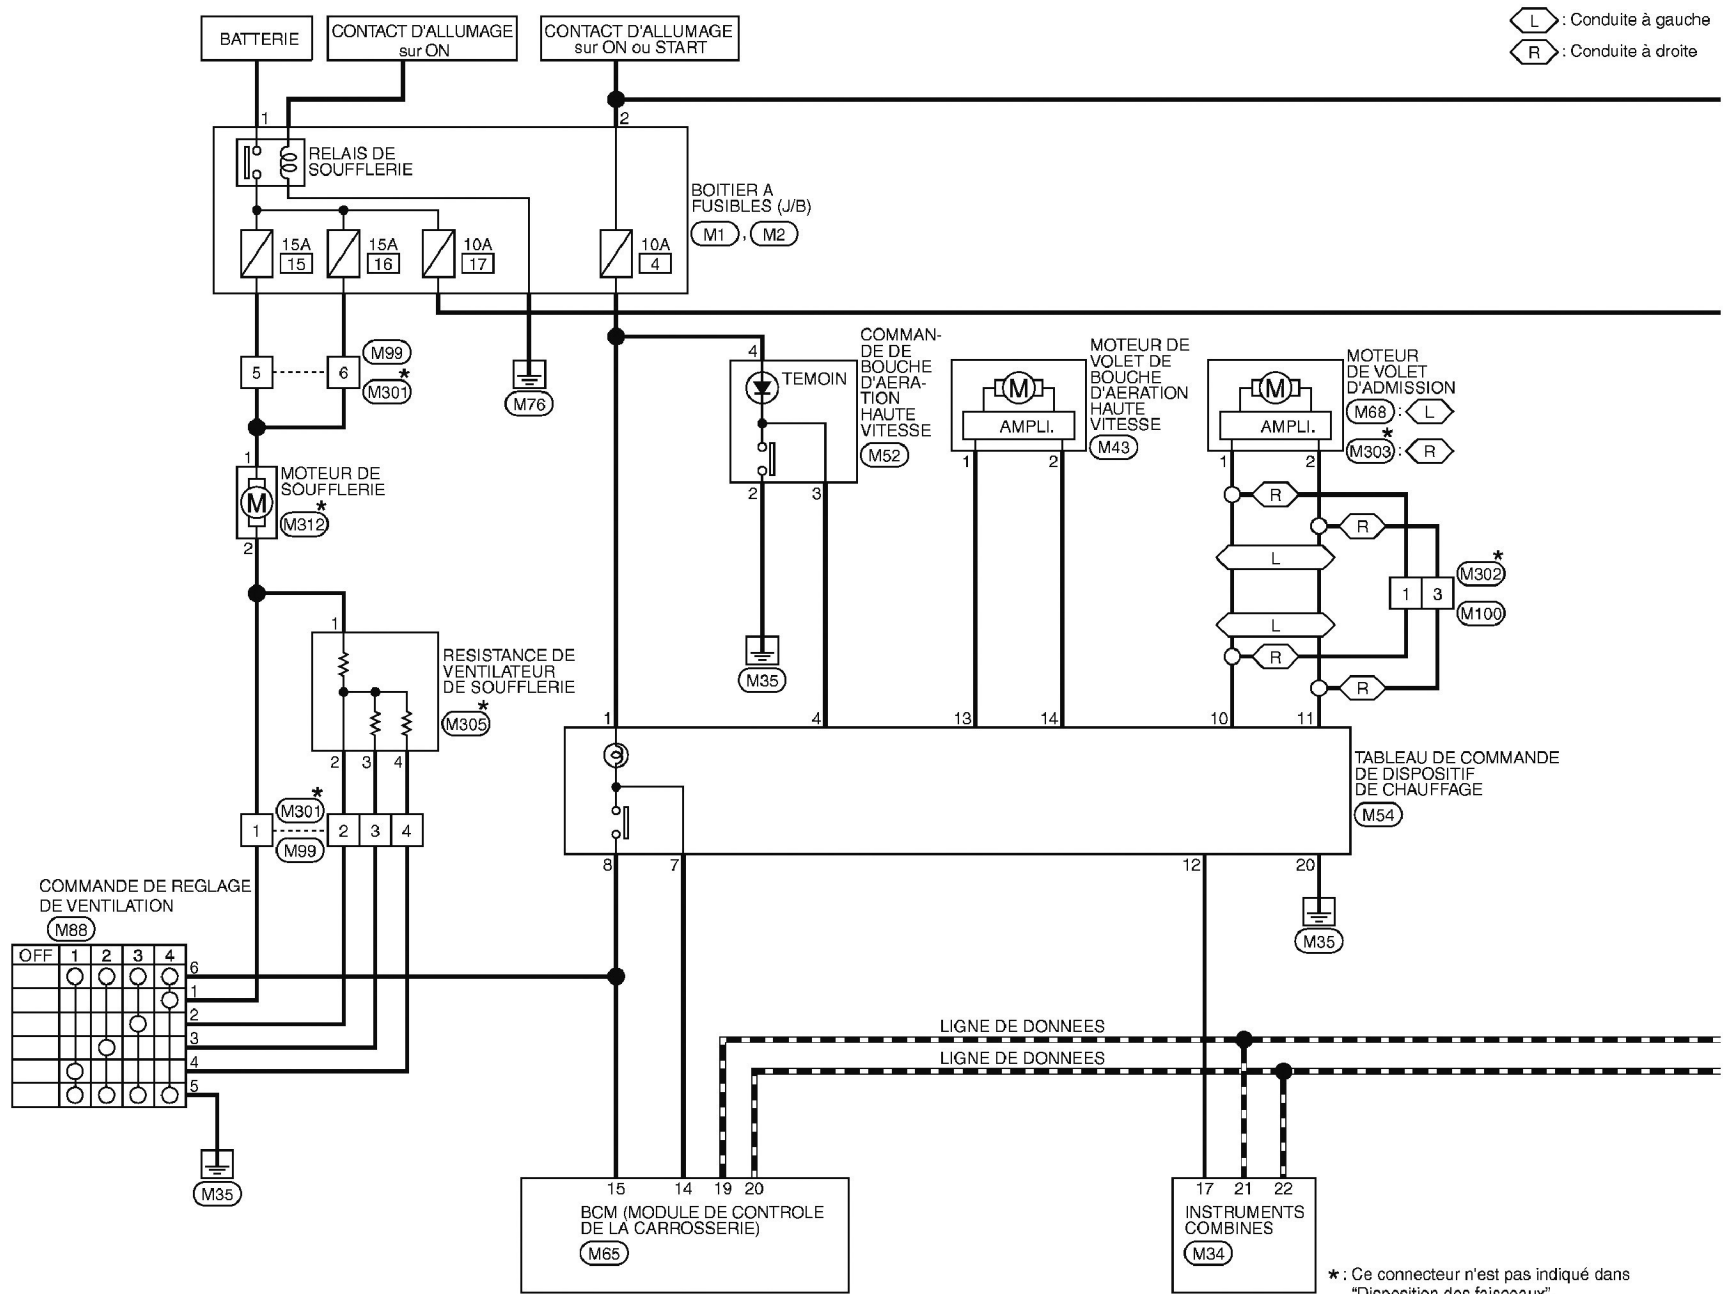 BATTERIE
CONTACT D'ALLUMAGE
sur ON
CONTACT D'ALLUMAGE
sur ON ou START
L : Conduite à gauche
R : Conduite à droite
1
2
RELAIS DE
SOUFFLERIE
BOITIER A
FUSIBLES (J/B)
M1 , M2
15A
15
15A
16
10A
17
10A
4
5
6
M99
*
M301
M76
4
TEMOIN
COMMAN-
DE DE
BOUCHE
D'AERA-
TION
HAUTE
VITESSE
M52
2
3
M35
M
AMPLI.
MOTEUR DE
VOLET DE
BOUCHE
D'AERATION
HAUTE
VITESSE
M43
1
2
M
AMPLI.
MOTEUR
DE VOLET
D'ADMISSION
M68 : L
*
M303 : R
1
2
R
R
L
*
M302
1 3
M100
L
R
R
1
M
MOTEUR DE
SOUFFLERIE
*
M312
2
1
RESISTANCE DE
VENTILATEUR
DE SOUFFLERIE
*
M305
2 3 4
*
M301
1
2 3 4
M99
1
4
13
14
10
11
TABLEAU DE COMMANDE
DE DISPOSITIF
DE CHAUFFAGE
M54
8
7
12
20
M35
COMMANDE DE REGLAGE
DE VENTILATION
M88
OFF 1 2 3 4
6
1
2
3
4
5
M35
LIGNE DE DONNEES
LIGNE DE DONNEES
15 14 19 20
BCM (MODULE DE CONTROLE
DE LA CARROSSERIE)
M65
17 21 22
INSTRUMENTS
COMBINES
M34
* : Ce connecteur n'est pas indiqué dans
"Disposition des faisceaux"